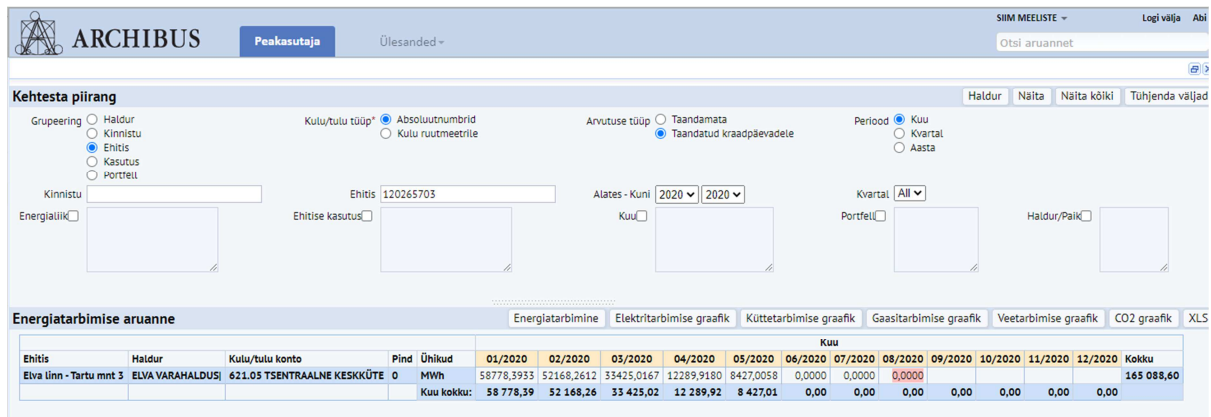 SIIM MEELISTE Logi välja Abi
ARCHIBUS Peakasutaja Ülesanded Otsi aruannet
Kehtesta piirang Haldur Näita Näita kõiki Tühjenda väljad
Grupeering Haldur Kulu/tulu tüüp* Absoluutnumbrid Arvutuse tüüp Taandamata Periood Kuu
Kinnistu Kulu ruutmeetrile Taandatud kraadpäevadele Kvartal
Ehitis Aasta
Kasutus
Portfell
Kinnistu Ehitis 120265703 Alates - Kuni 2020 2020 Kvartal All
Energialiik Ehitise kasutus Kuu Portfell Haldur/Paik
Energiatarbimise aruanne Energiatarbimine Elektritarbimise graafik Küttetarbimise graafik Gaasitarbimise graafik Veetarbimise graafik CO2 graafik XLS
Kuu
Ehitis Haldur Kulu/tulu konto Pind Ühikud 01/2020 02/2020 03/2020 04/2020 05/2020 06/2020 07/2020 08/2020 09/2020 10/2020 11/2020 12/2020 Kokku
Elva linn - Tartu mnt 3 ELVA VARAHALDUS 621.05 TSENTRAALNE KESKKÜTE 0 MWh 58778,3933 52168,2612 33425,0167 12289,9180 8427,0058 0,0000 0,0000 0,0000 165 088,60
Kuu kokku: 58 778,39 52 168,26 33 425,02 12 289,92 8 427,01 0,00 0,00 0,00 0,00 0,00 0,00 0,00